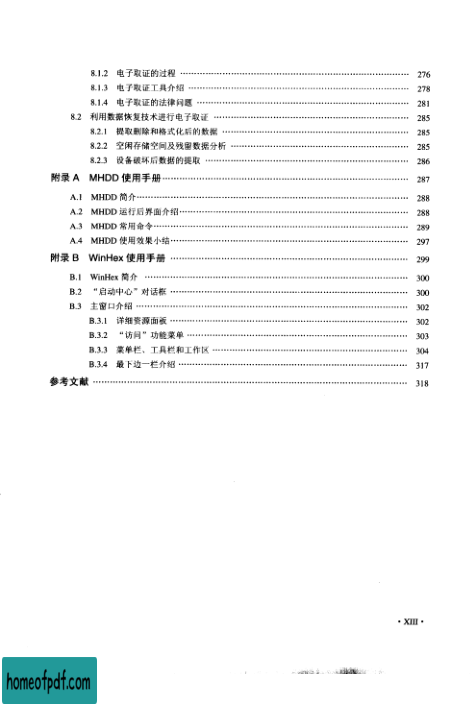 8.1.2 电子取证的过程 276
8.1.3 电子取证工具介绍 278
8.1.4 电子取证的法律问题 281
8.2 利用数据恢复技术进行电子取证 285
8.2.1 提取删除和格式化后的数据 285
8.2.2 空闲存储空间及残留数据分析 285
8.2.3 设备破坏后数据的提取 286
附录 A MHDD 使用手册 287
A.1 MHDD 简介 288
A.2 MHDD 运行后界面介绍 288
A.3 MHDD 常用命令 289
A.4 MHDD 使用效果小结 297
附录 B WinHex 使用手册 299
B.1 WinHex 简介 300
B.2 “启动中心”对话框 300
B.3 主窗口介绍 302
B.3.1 详细资源面板 302
B.3.2 “访问”功能菜单 303
B.3.3 菜单栏、工具栏和工作区 304
B.3.4 最下边一栏介绍 317
参考文献 318
· XIII ·
homeofpdf.com